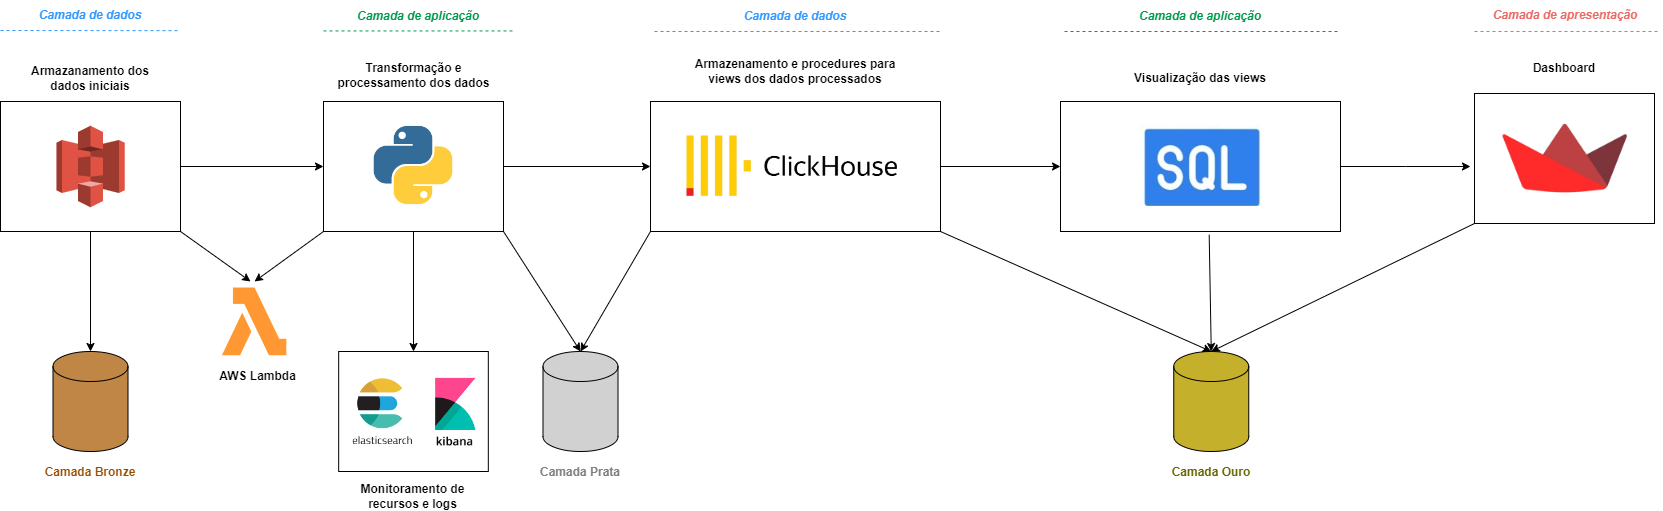 Camada de dados
Camada de aplicação
Camada de dados
Camada de aplicação
Camada de apresentação
Armazanamento dos
dados iniciais
Transformação e
processamento dos dados
Armazenamento e procedures para
views dos dados processados
Visualização das views
Dashboard
ClickHouse
SQL
AWS Lambda
elasticsearch
kibana
Camada Bronze
Camada Prata
Camada Ouro
Monitoramento de
recursos e logs